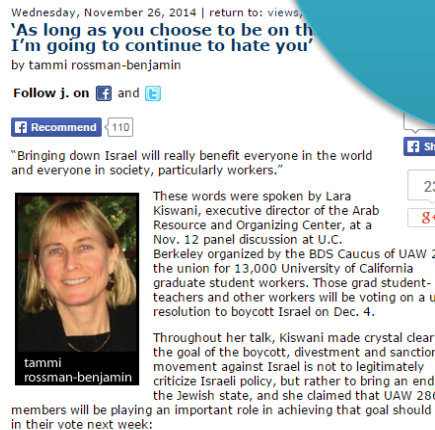 Wednesday, November 26, 2014 | return to: views,
'As long as you choose to be on
I'm going to continue to hate you'
by tammi rossman-benjamin
Follow j. on f and t
f Recommend 110
f
"Bringing down Israel will really benefit everyone in the world
and everyone in society, particularly workers."
g+
These words were spoken by Lara
Kiswani, executive director of the Arab
Resource and Organizing Center, at a
Nov. 12 panel discussion at U.C.
Berkeley organized by the BDS Caucus of UAW
the union for 13,000 University of California
graduate student workers. Those grad student-
teachers and other workers will be voting on a
resolution to boycott Israel on Dec. 4.
Throughout her talk, Kiswani made crystal clear
the goal of the boycott, divestment and
movement against Israel is not to legitimately
criticize Israeli policy, but rather to bring an end
the Jewish state, and she claimed that UAW
tammi
rossman-benjamin
members will be playing an important role in achieving that goal should
in their vote next week: